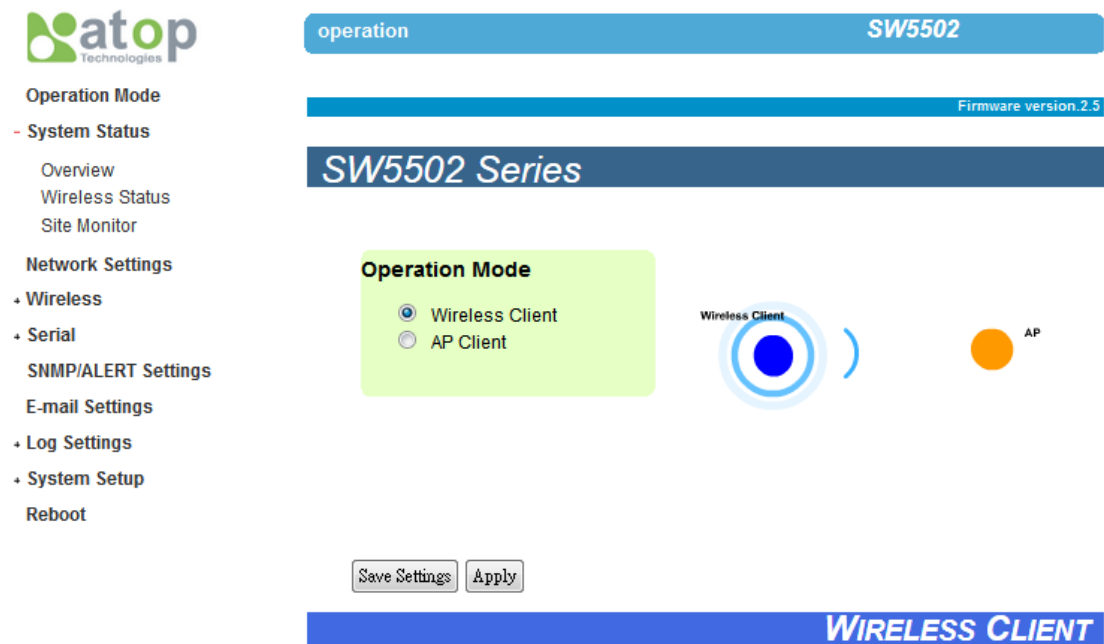 atop
Technologies
Operation Mode
- System Status
Overview
Wireless Status
Site Monitor
Network Settings
+ Wireless
+ Serial
SNMP/ALERT Settings
E-mail Settings
+ Log Settings
+ System Setup
Reboot
operation SW5502
Firmware version.2.5
SW5502 Series
Operation Mode
Wireless Client
AP Client
Wireless Client
AP
Save Settings Apply
WIRELESS CLIENT